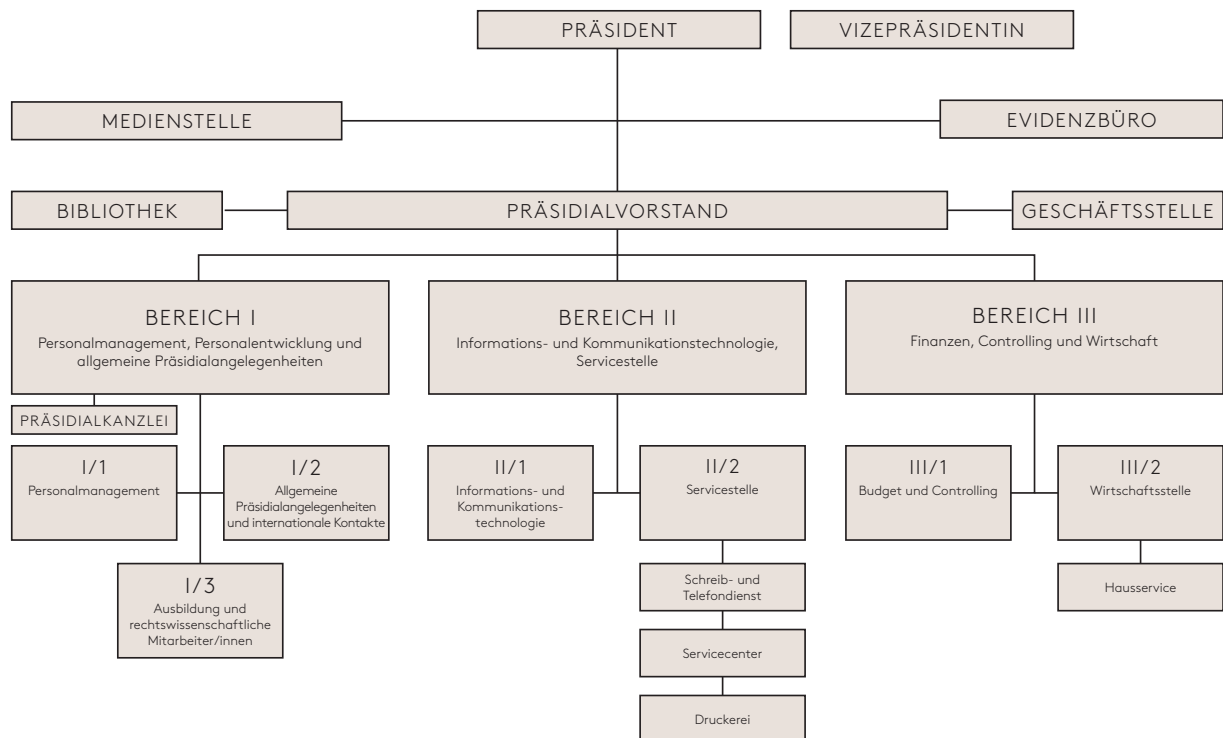 PRÄSIDENT
VIZEPRÄSIDENTIN
MEDIENSTELLE
EVIDENZBÜRO
BIBLIOTHEK
PRÄSIDIALVORSTAND
GESCHÄFTSSTELLE
BEREICH I
Personalmanagement, Personalentwicklung und
allgemeine Präsidialangelegenheiten
BEREICH II
Informations- und Kommunikationstechnologie,
Servicestelle
BEREICH III
Finanzen, Controlling und Wirtschaft
PRÄSIDIALKANZLEI
I/1
Personalmanagement
I/2
Allgemeine
Präsidialangelegenheiten
und internationale Kontakte
I/3
Ausbildung und
rechtswissenschaftliche
Mitarbeiter/innen
II/1
Informations- und
Kommunikations-
technologie
II/2
Servicestelle
Schreib- und
Telefondienst
Servicecenter
Druckerei
III/1
Budget und Controlling
III/2
Wirtschaftsstelle
Hausservice